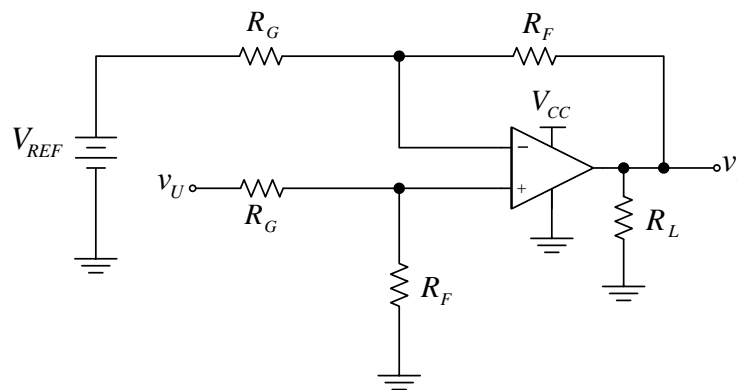 R_G
R_F
V_CC
V_REF
−
v_U
+
v
R_G
R_L
R_F